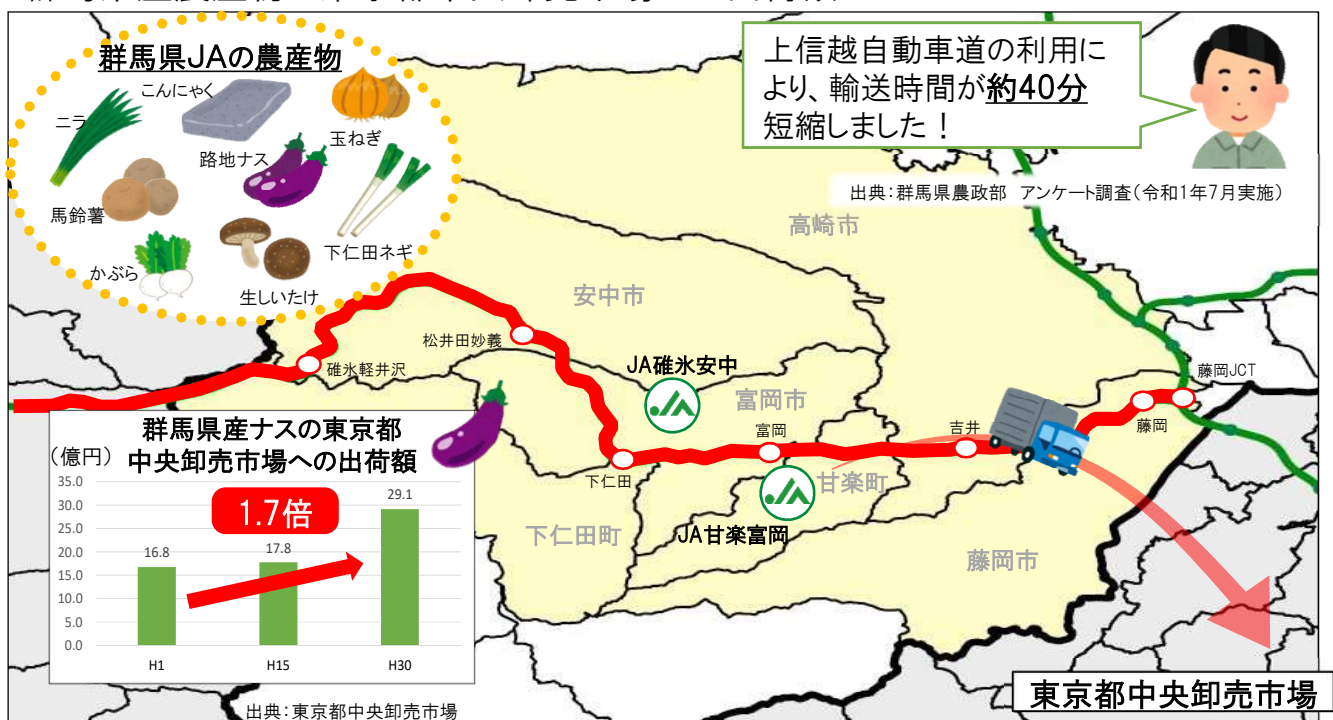 群馬県JAの農産物
こんにゃく
ニラ
玉ねぎ
路地ナス
馬鈴薯
下仁田ネギ
かぶら
生しいたけ
上信越自動車道の利用に
より、輸送時間が約40分
短縮しました！
出典：群馬県農政部 アンケート調査（令和1年7月実施）
高崎市
安中市
松井田妙義
碓氷軽井沢
JA碓氷安中
富岡市
藤岡JCT
藤岡
吉井
富岡
下仁田
甘楽町
JA甘楽富岡
下仁田町
藤岡市
群馬県産ナスの東京都
中央卸売市場への出荷額
（億円）
35.0
30.0
25.0
20.0
15.0
10.0
5.0
0.0
1.7倍
16.8
17.8
29.1
H1
H15
H30
出典：東京都中央卸売市場
東京都中央卸売市場